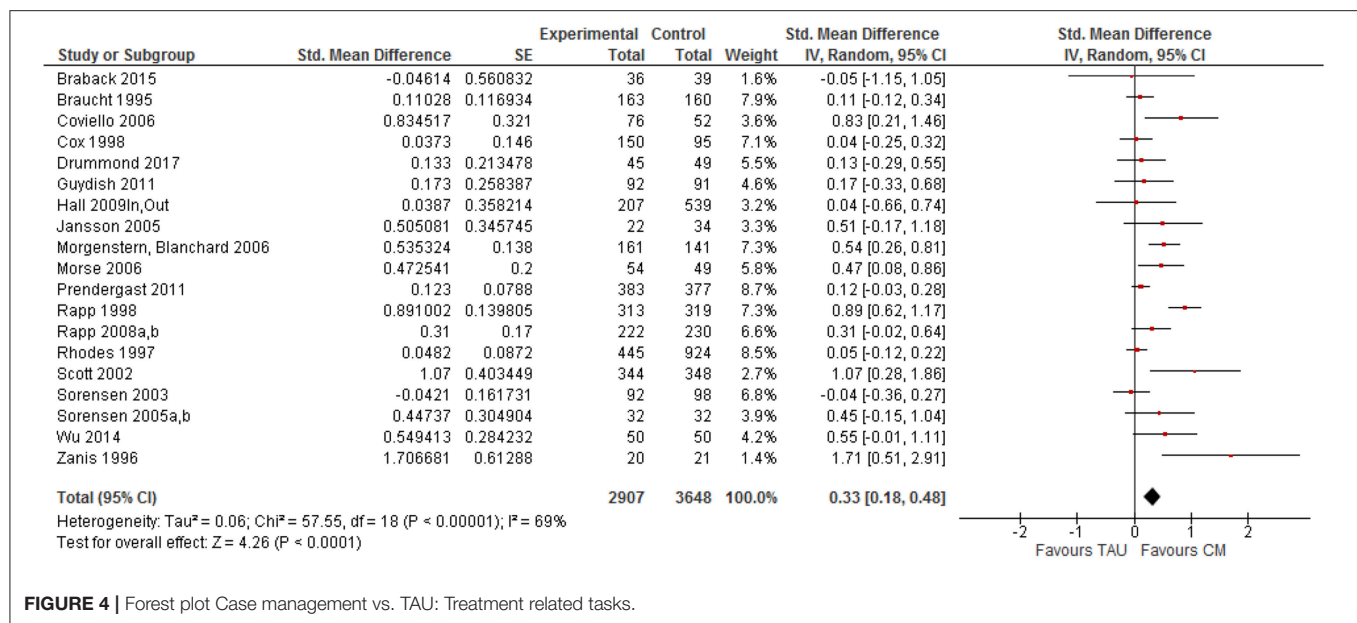 Experimental Control Std. Mean Difference Std. Mean Difference
Study or Subgroup Std. Mean Difference SE Total Total Weight IV, Random, 95% CI IV, Random, 95% CI
Braback 2015 -0.04614 0.560832 36 39 1.6% -0.05 [-1.15, 1.05]
Braucht 1995 0.11028 0.116934 163 160 7.9% 0.11 [-0.12, 0.34]
Coviello 2006 0.834517 0.321 76 52 3.6% 0.83 [0.21, 1.46]
Cox 1998 0.0373 0.146 150 95 7.1% 0.04 [-0.25, 0.32]
Drummond 2017 0.133 0.213478 45 49 5.5% 0.13 [-0.29, 0.55]
Guydish 2011 0.173 0.258387 92 91 4.6% 0.17 [-0.33, 0.68]
Hall 2009In,Out 0.0387 0.358214 207 539 3.2% 0.04 [-0.66, 0.74]
Jansson 2005 0.505081 0.345745 22 34 3.3% 0.51 [-0.17, 1.18]
Morgenstern, Blanchard 2006 0.535324 0.138 161 141 7.3% 0.54 [0.26, 0.81]
Morse 2006 0.472541 0.2 54 49 5.8% 0.47 [0.08, 0.86]
Prendergast 2011 0.123 0.0788 383 377 8.7% 0.12 [-0.03, 0.28]
Rapp 1998 0.891002 0.139805 313 319 7.3% 0.89 [0.62, 1.17]
Rapp 2008a,b 0.31 0.17 222 230 6.6% 0.31 [-0.02, 0.64]
Rhodes 1997 0.0482 0.0872 445 924 8.5% 0.05 [-0.12, 0.22]
Scott 2002 1.07 0.403449 344 348 2.7% 1.07 [0.28, 1.86]
Sorensen 2003 -0.0421 0.161731 92 98 6.8% -0.04 [-0.36, 0.27]
Sorensen 2005a,b 0.44737 0.304904 32 32 3.9% 0.45 [-0.15, 1.04]
Wu 2014 0.549413 0.284232 50 50 4.2% 0.55 [-0.01, 1.11]
Zanis 1996 1.706681 0.61288 20 21 1.4% 1.71 [0.51, 2.91]
Total (95% CI) 2907 3648 100.0% 0.33 [0.18, 0.48]
Heterogeneity: Tau² = 0.06; Chi² = 57.55, df = 18 (P < 0.00001); I² = 69%
Test for overall effect: Z = 4.26 (P < 0.0001)
-2 -1 0 1 2
Favours TAU Favours CM
FIGURE 4 | Forest plot Case management vs. TAU: Treatment related tasks.